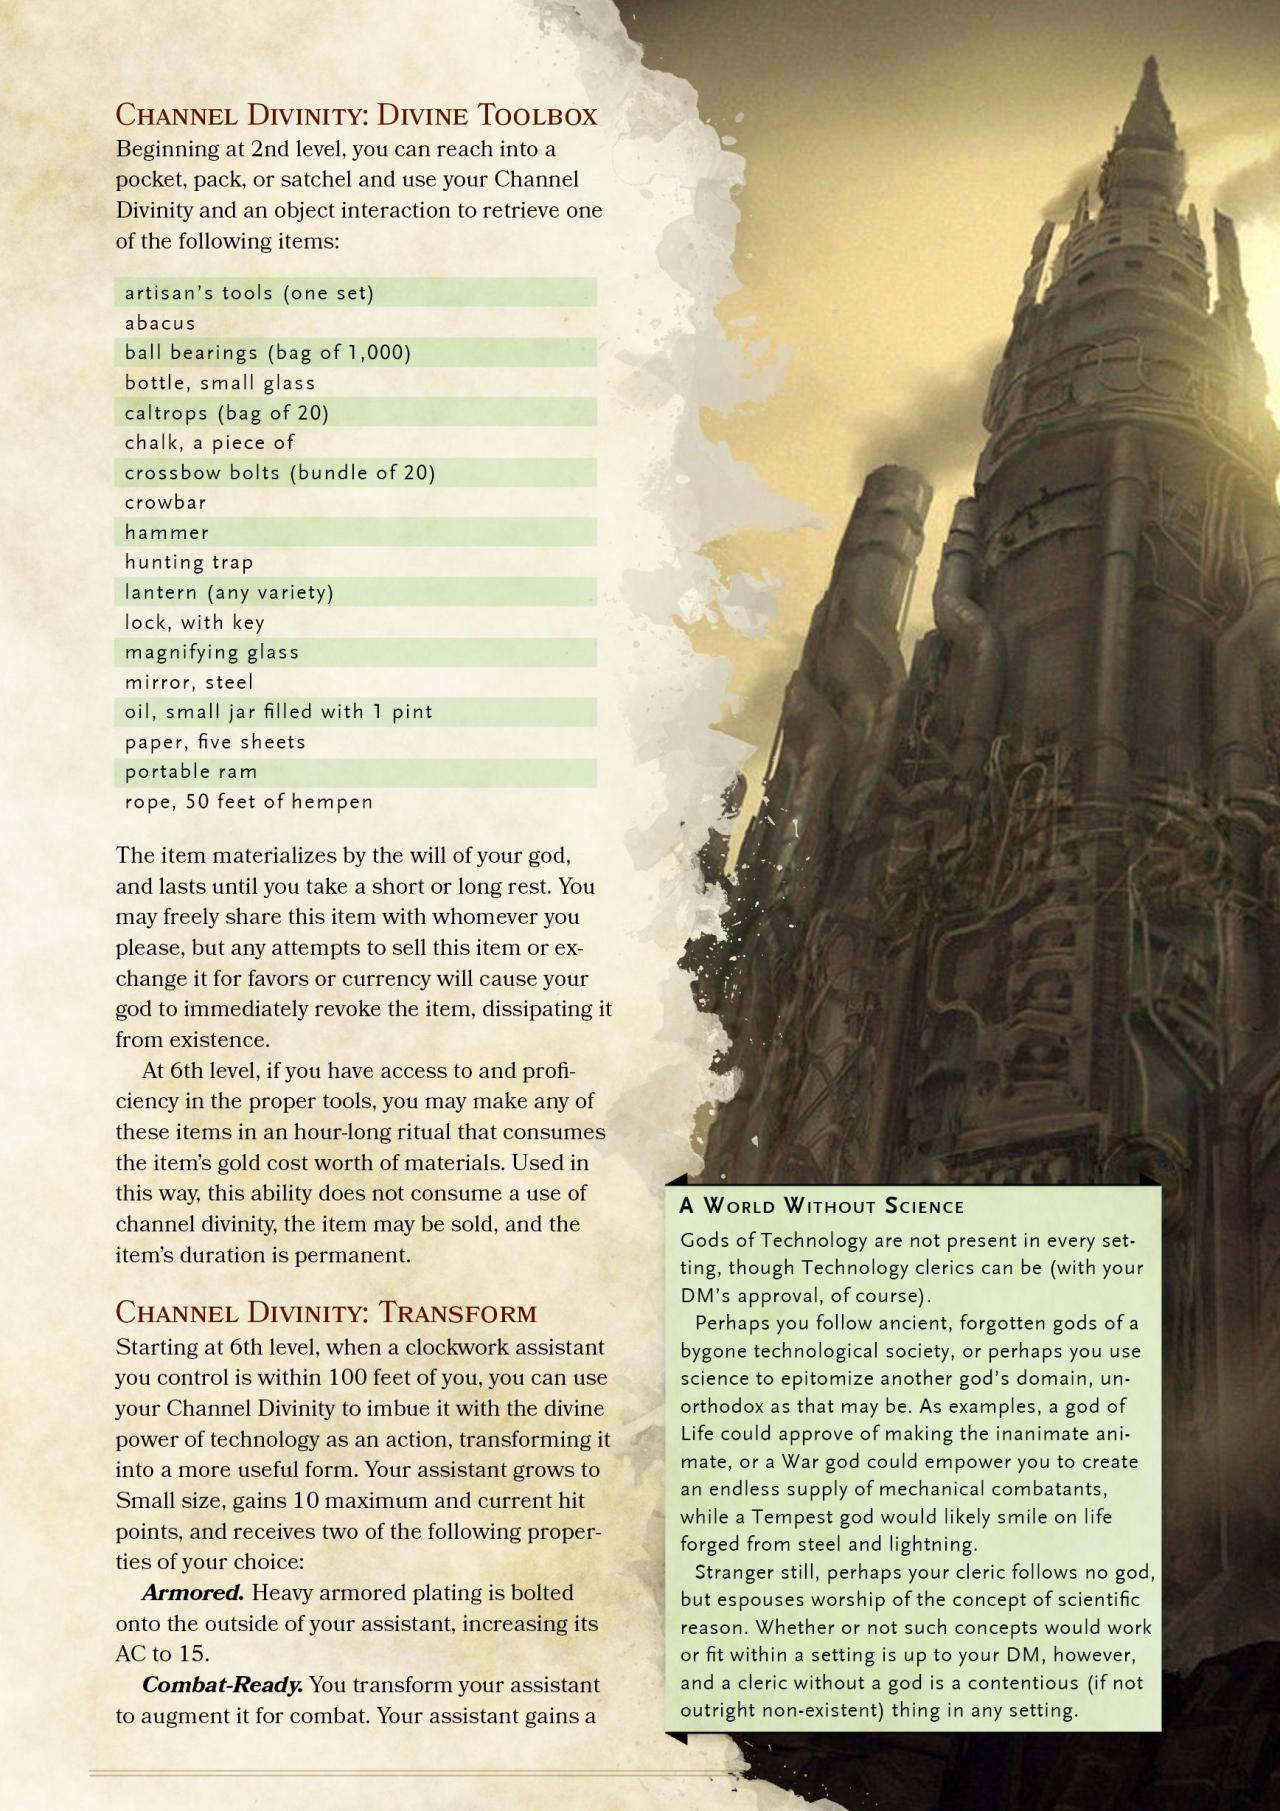 Channel Divinity: Divine Toolbox
Beginning at 2nd level, you can reach into a
pocket, pack, or satchel and use your Channel
Divinity and an object interaction to retrieve one
of the following items:
artisan's tools (one set)
abacus
ball bearings (bag of 1,000)
bottle, small glass
caltrops (bag of 20)
chalk, a piece of
crossbow bolts (bundle of 20)
crowbar
hammer
hunting trap
lantern (any variety)
lock, with key
magnifying glass
mirror, steel
oil, small jar filled with 1 pint
paper, five sheets
portable ram
rope, 50 feet of hempen
The item materializes by the will of your god,
and lasts until you take a short or long rest. You
may freely share this item with whomever you
please, but any attempts to sell this item or ex-
change it for favors or currency will cause your
god to immediately revoke the item, dissipating it
from existence.
At 6th level, if you have access to and profi-
ciency in the proper tools, you may make any of
these items in an hour-long ritual that consumes
the item's gold cost worth of materials. Used in
this way, this ability does not consume a use of
channel divinity, the item may be sold, and the
item's duration is permanent.
Channel Divinity: Transform
Starting at 6th level, when a clockwork assistant
you control is within 100 feet of you, you can use
your Channel Divinity to imbue it with the divine
power of technology as an action, transforming it
into a more useful form. Your assistant grows to
Small size, gains 10 maximum and current hit
points, and receives two of the following proper-
ties of your choice:
Armored. Heavy armored plating is bolted
onto the outside of your assistant, increasing its
AC to 15.
Combat-Ready. You transform your assistant
to augment it for combat. Your assistant gains a
A World Without Science
Gods of Technology are not present in every set-
ting, though Technology clerics can be (with your
DM's approval, of course).
Perhaps you follow ancient, forgotten gods of a
bygone technological society, or perhaps you use
science to epitomize another god's domain, un-
orthodox as that may be. As examples, a god of
Life could approve of making the inanimate ani-
mate, or a War god could empower you to create
an endless supply of mechanical combatants,
while a Tempest god would likely smile on life
forged from steel and lightning.
Stranger still, perhaps your cleric follows no god,
but espouses worship of the concept of scientific
reason. Whether or not such concepts would work
or fit within a setting is up to your DM, however,
and a cleric without a god is a contentious (if not
outright non-existent) thing in any setting.